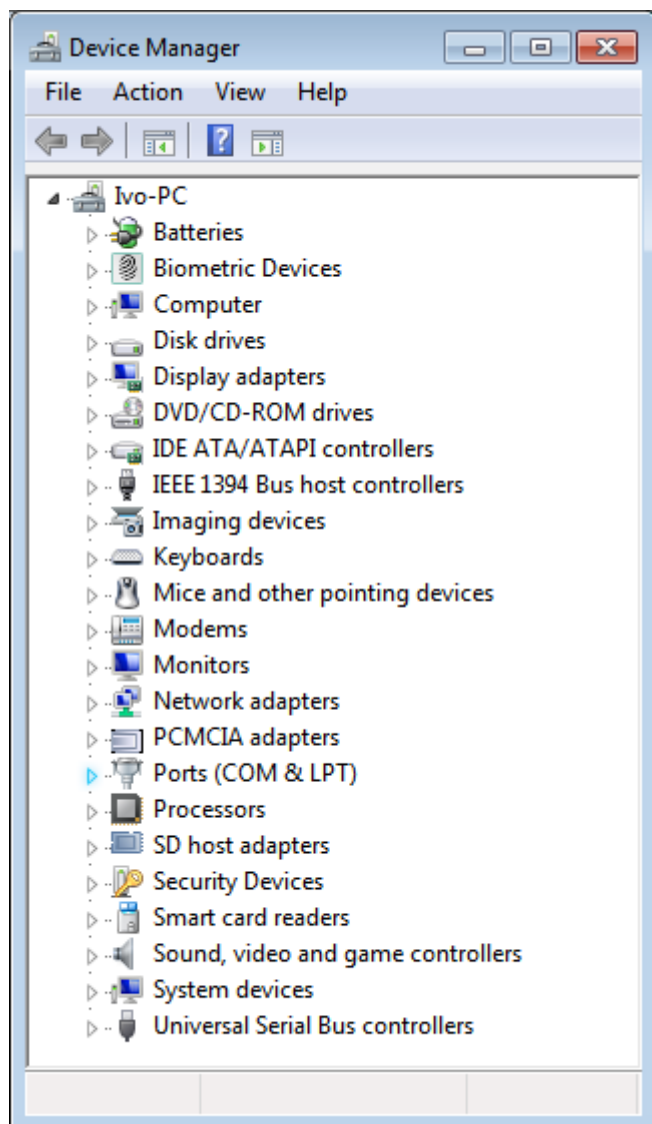 Device Manager
File Action View Help
Ivo-PC
Batteries
Biometric Devices
Computer
Disk drives
Display adapters
DVD/CD-ROM drives
IDE ATA/ATAPI controllers
IEEE 1394 Bus host controllers
Imaging devices
Keyboards
Mice and other pointing devices
Modems
Monitors
Network adapters
PCMCIA adapters
Ports (COM & LPT)
Processors
SD host adapters
Security Devices
Smart card readers
Sound, video and game controllers
System devices
Universal Serial Bus controllers